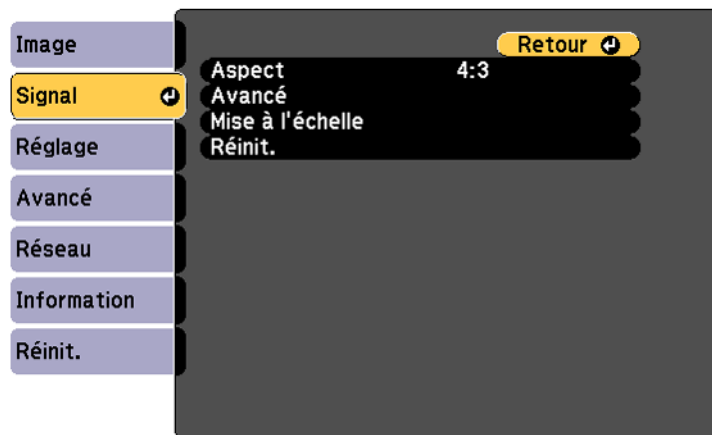 Image
Signal
Réglage
Avancé
Réseau
Information
Réinit.
Retour
Aspect 4:3
Avancé
Mise à l'échelle
Réinit.